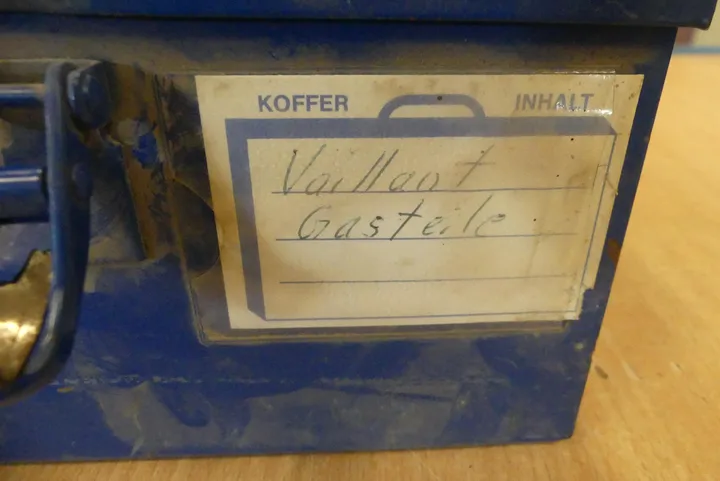 KOFFER INHALT
Vaillant
Gasteile